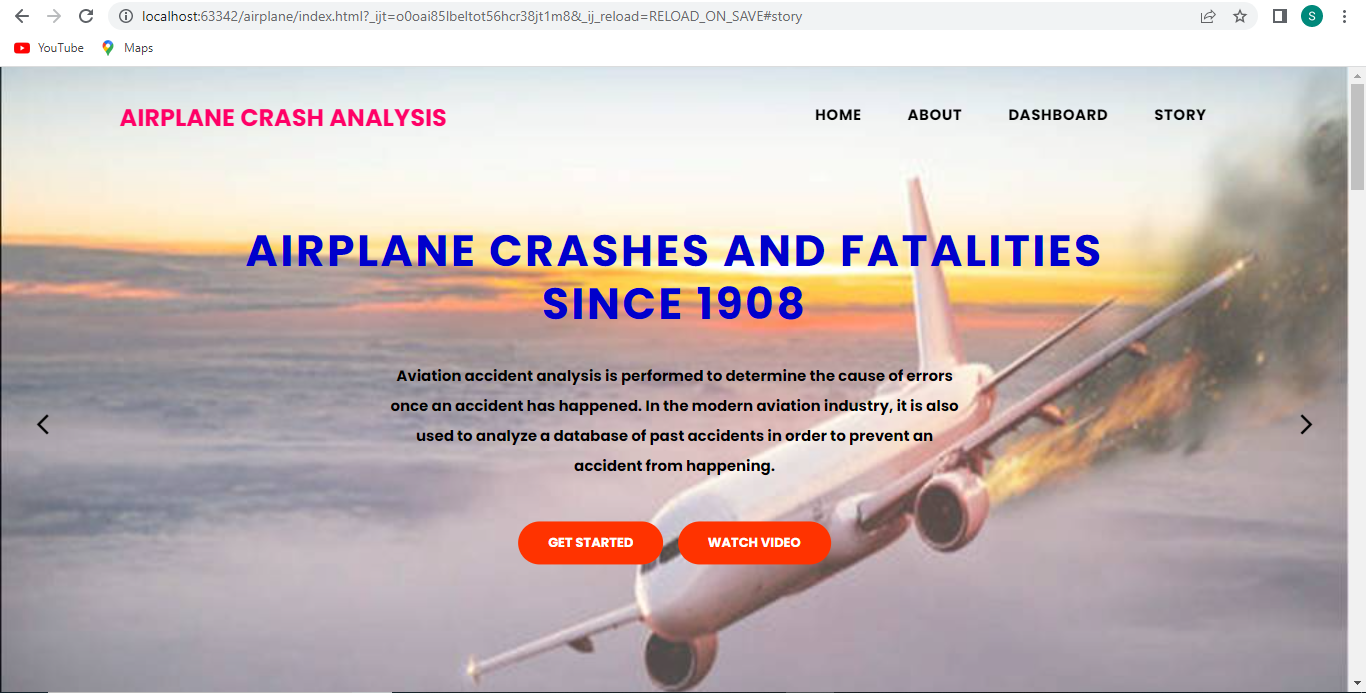 localhost:63342/airplane/index.html?_ijt=o0oai85lbeltot56hcr38jt1m8&_ij_reload=RELOAD_ON_SAVE#story
S
YouTube Maps
AIRPLANE CRASH ANALYSIS
HOME ABOUT DASHBOARD STORY
AIRPLANE CRASHES AND FATALITIES
SINCE 1908
Aviation accident analysis is performed to determine the cause of errors
once an accident has happened. In the modern aviation industry, it is also
used to analyze a database of past accidents in order to prevent an
accident from happening.
GET STARTED WATCH VIDEO